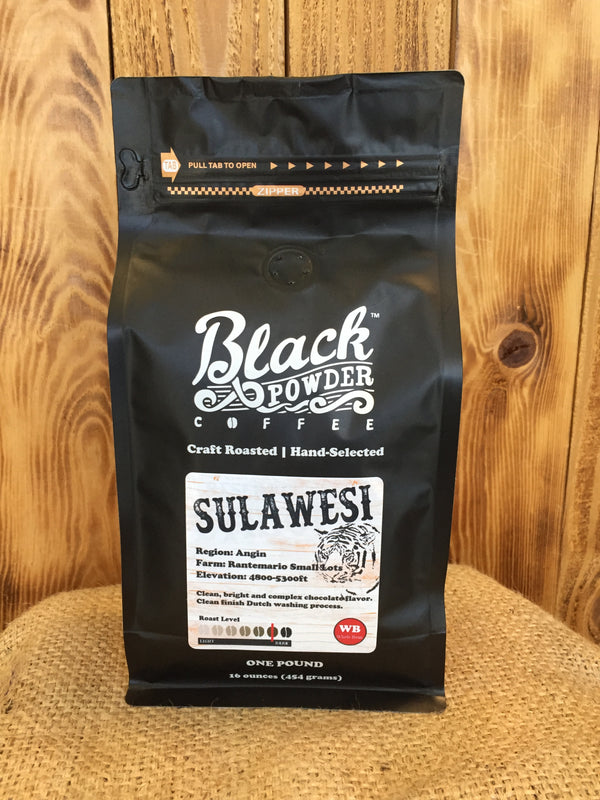 TAB PULL TAB TO OPEN
ZIPPER
Black™
POWDER
COFFEE
Craft Roasted | Hand-Selected
SULAWESI
Region: Angin
Farm: Rantemario Small Lots
Elevation: 4800-5300ft
Clean, bright and complex chocolate flavor.
Clean finish Dutch washing process.
Roast Level
LIGHT DARK
WB
Whole Bean
ONE POUND
16 ounces (454 grams)